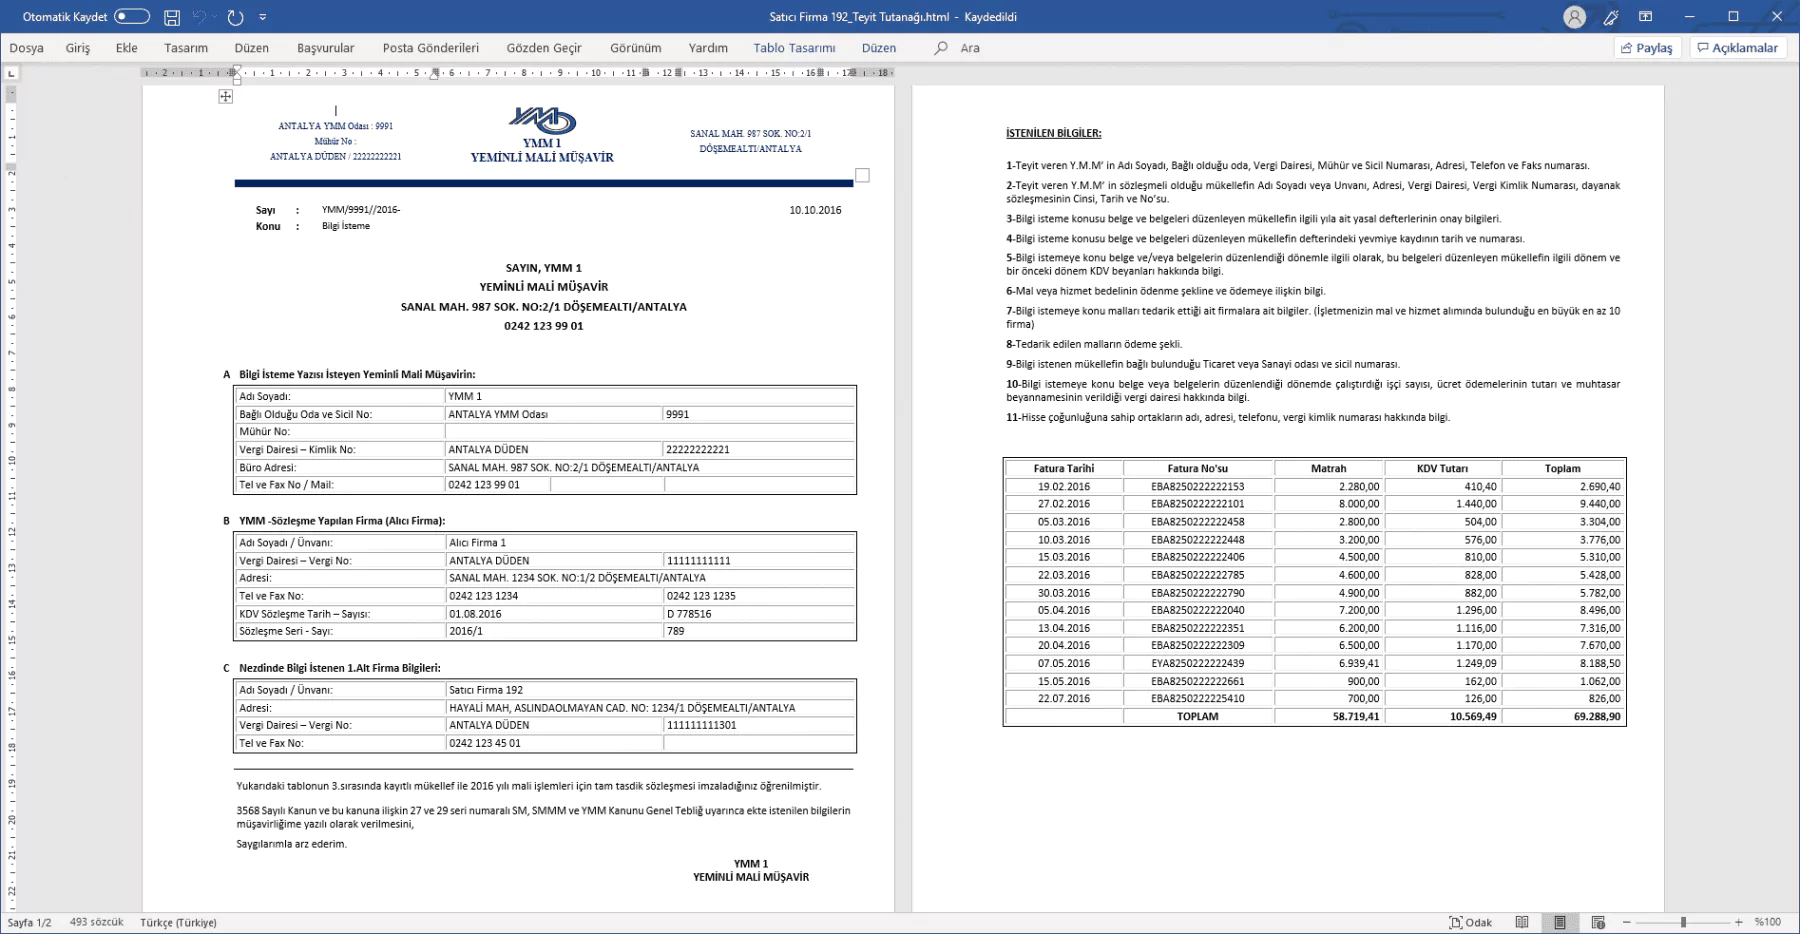 Otomatik Kaydet
Satıcı Firma 192_Teyit Tutanağı.html - Kaydedildi
Dosya Giriş Ekle Tasarım Düzen Başvurular Posta Gönderileri Gözden Geçir Görünüm Yardım Tablo Tasarımı Düzen Ara Paylaş Açıklamalar
ANTALYA YMM Odası : 9991
Mühür No :
ANTALYA DÜDEN / 22222222221
YMM 1
YEMİNLİ MALİ MÜŞAVİR
SANAL MAH. 987 SOK. NO:2/1
DÖŞEMEALTI/ANTALYA
Sayı : YMM/9991//2016- 10.10.2016
Konu : Bilgi İsteme
SAYIN, YMM 1
YEMİNLİ MALİ MÜŞAVİR
SANAL MAH. 987 SOK. NO:2/1 DÖŞEMEALTI/ANTALYA
0242 123 99 01
A Bilgi İsteme Yazısı İsteyen Yeminli Mali Müşavirin:
Adı Soyadı: YMM 1
Bağlı Olduğu Oda ve Sicil No: ANTALYA YMM Odası 9991
Mühür No:
Vergi Dairesi – Kimlik No: ANTALYA DÜDEN 22222222221
Büro Adresi: SANAL MAH. 987 SOK. NO:2/1 DÖŞEMEALTI/ANTALYA
Tel ve Fax No / Mail: 0242 123 99 01
B YMM -Sözleşme Yapılan Firma (Alıcı Firma):
Adı Soyadı / Ünvanı: Alıcı Firma 1
Vergi Dairesi – Vergi No: ANTALYA DÜDEN 11111111111
Adresi: SANAL MAH. 1234 SOK. NO:1/2 DÖŞEMEALTI/ANTALYA
Tel ve Fax No: 0242 123 1234 0242 123 1235
KDV Sözleşme Tarih – Sayısı: 01.08.2016 D 778516
Sözleşme Seri - Sayı: 2016/1 789
C Nezdinde Bilgi İstenen 1.Alt Firma Bilgileri:
Adı Soyadı / Ünvanı: Satıcı Firma 192
Adresi: HAYALİ MAH, ASLINDAOLMAYAN CAD. NO: 1234/1 DÖŞEMEALTI/ANTALYA
Vergi Dairesi – Vergi No: ANTALYA DÜDEN 111111111301
Tel ve Fax No: 0242 123 45 01
Yukarıdaki tablonun 3.sırasında kayıtlı mükellef ile 2016 yılı mali işlemleri için tam tasdik sözleşmesi imzaladığınız öğrenilmiştir.
3568 Sayılı Kanun ve bu kanuna ilişkin 27 ve 29 seri numaralı SM, SMMM ve YMM Kanunu Genel Tebliğ uyarınca ekte istenilen bilgilerin
müşavirliğime yazılı olarak verilmesini,
Saygılarımla arz ederim.
YMM 1
YEMİNLİ MALİ MÜŞAVİR
İSTENİLEN BİLGİLER:
1-Teyit veren Y.M.M' in Adı Soyadı, Bağlı olduğu oda, Vergi Dairesi, Mühür ve Sicil Numarası, Adresi, Telefon ve Faks numarası.
2-Teyit veren Y.M.M' in sözleşmeli olduğu mükellefin Adı Soyadı veya Unvanı, Adresi, Vergi Dairesi, Vergi Kimlik Numarası, dayanak
sözleşmesinin Cinsi, Tarih ve No'su.
3-Bilgi isteme konusu belge ve belgeleri düzenleyen mükellefin ilgili yıla ait yasal defterlerinin onay bilgileri.
4-Bilgi isteme konusu belge ve belgeleri düzenleyen mükellefin defterindeki yevmiye kaydının tarih ve numarası.
5-Bilgi istemeye konu belge ve/veya belgelerin düzenlendiği dönemle ilgili olarak, bu belgeleri düzenleyen mükellefin ilgili dönem ve
bir önceki dönem KDV beyanları hakkında bilgi.
6-Mal veya hizmet bedelinin ödenme şekline ve ödemeye ilişkin bilgi.
7-Bilgi istemeye konu malları tedarik ettiği ait firmalara ait bilgiler. (İşletmenizin mal ve hizmet alımında bulunduğu en büyük en az 10
firma)
8-Tedarik edilen malların ödeme şekli.
9-Bilgi istenen mükellefin bağlı bulunduğu Ticaret veya Sanayi odası ve sicil numarası.
10-Bilgi istemeye konu belge veya belgelerin düzenlendiği dönemde çalıştırdığı işçi sayısı, ücret ödemelerinin tutarı ve muhtasar
beyannamesinin verildiği vergi dairesi hakkında bilgi.
11-Hisse çoğunluğuna sahip ortakların adı, adresi, telefonu, vergi kimlik numarası hakkında bilgi.
Fatura Tarihi Fatura No'su Matrah KDV Tutarı Toplam
19.02.2016 EBA8250222222153 2.280,00 410,40 2.690,40
27.02.2016 EBA8250222222101 8.000,00 1.440,00 9.440,00
05.03.2016 EBA8250222222458 2.800,00 504,00 3.304,00
10.03.2016 EBA8250222222448 3.200,00 576,00 3.776,00
15.03.2016 EBA8250222222406 4.500,00 810,00 5.310,00
22.03.2016 EBA8250222222785 4.600,00 828,00 5.428,00
30.03.2016 EBA8250222222790 4.900,00 882,00 5.782,00
05.04.2016 EBA8250222222040 7.200,00 1.296,00 8.496,00
13.04.2016 EBA8250222222351 6.200,00 1.116,00 7.316,00
20.04.2016 EBA8250222222309 6.500,00 1.170,00 7.670,00
07.05.2016 EYA8250222222439 6.939,41 1.249,09 8.188,50
15.05.2016 EBA8250222222661 900,00 162,00 1.062,00
22.07.2016 EBA8250222225410 700,00 126,00 826,00
TOPLAM 58.719,41 10.569,49 69.288,90
Sayfa 1/2 493 sözcük Türkçe (Türkiye) Odak %100